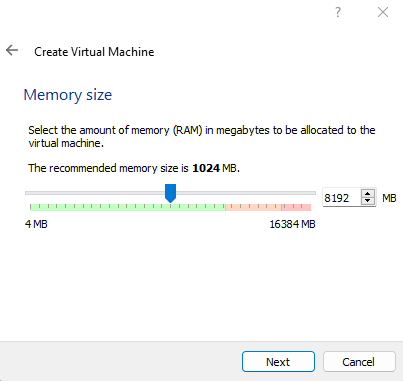 ?
Create Virtual Machine
Memory size
Select the amount of memory (RAM) in megabytes to be allocated to the
virtual machine.
The recommended memory size is 1024 MB.
8192 MB
4 MB 16384 MB
Next Cancel